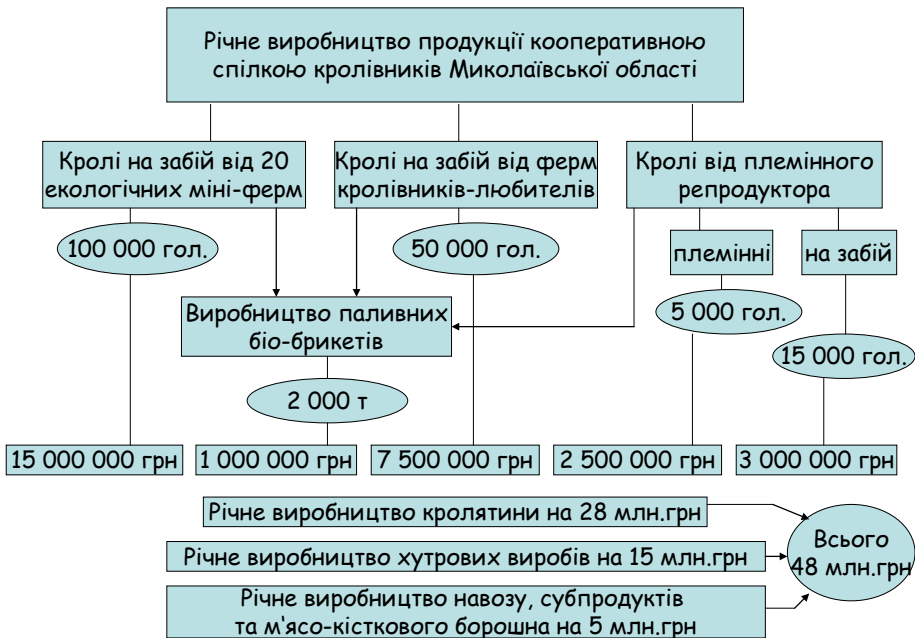 Річне виробництво продукції кооперативною
спілкою кролівників Миколаївської області
Кролі на забій від 20
екологічних міні-ферм
Кролі на забій від ферм
кролівників-любителів
Кролі від племінного
репродуктора
100 000 гол.
50 000 гол.
племінні
на забій
5 000 гол.
15 000 гол.
Виробництво паливних
біо-брикетів
2 000 т
15 000 000 грн
1 000 000 грн
7 500 000 грн
2 500 000 грн
3 000 000 грн
Річне виробництво кролятини на 28 млн.грн
Річне виробництво хутрових виробів на 15 млн.грн
Річне виробництво навозу, субпродуктів
та м'ясо-кісткового борошна на 5 млн.грн
Всього
48 млн.грн